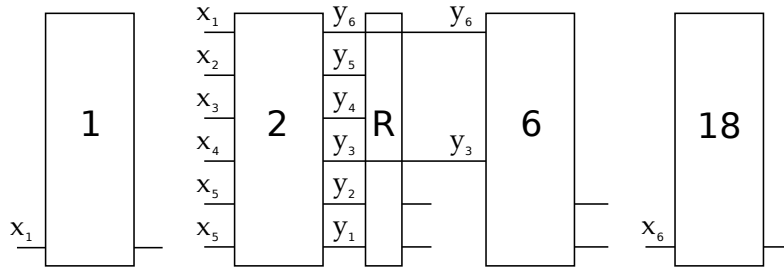 x₁ y₆ y₆
x₂ y₅
x₃ y₄
1 2 R 6 18
x₄ y₃ y₃
x₅ y₂
x₁ x₅ y₁ x₆